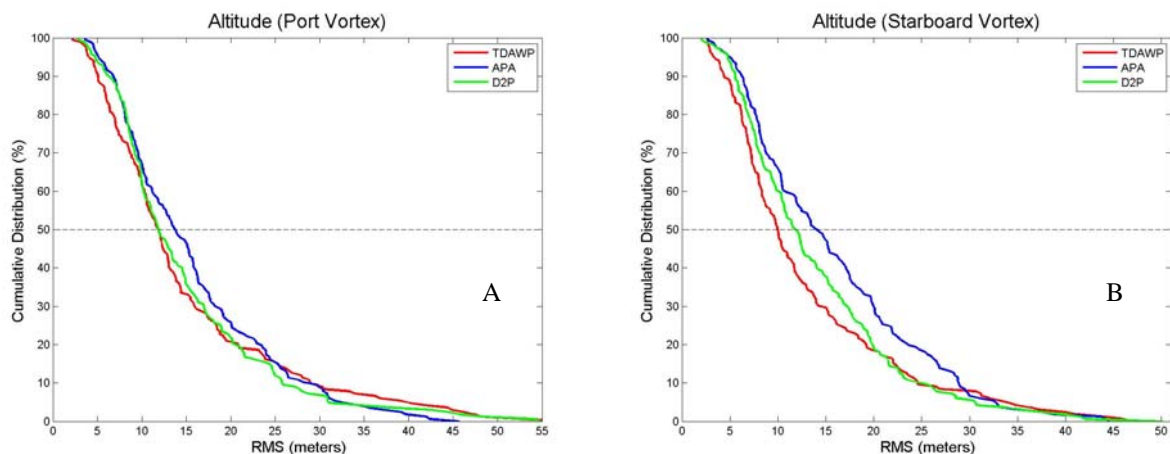 Altitude (Port Vortex)
Cumulative Distribution (%)
100
90
80
70
60
50
40
30
20
10
0
TDAWP
APA
D2P
A
0 5 10 15 20 25 30 35 40 45 50 55
RMS (meters)
Altitude (Starboard Vortex)
Cumulative Distribution (%)
100
90
80
70
60
50
40
30
20
10
0
TDAWP
APA
D2P
B
0 5 10 15 20 25 30 35 40 45 50
RMS (meters)